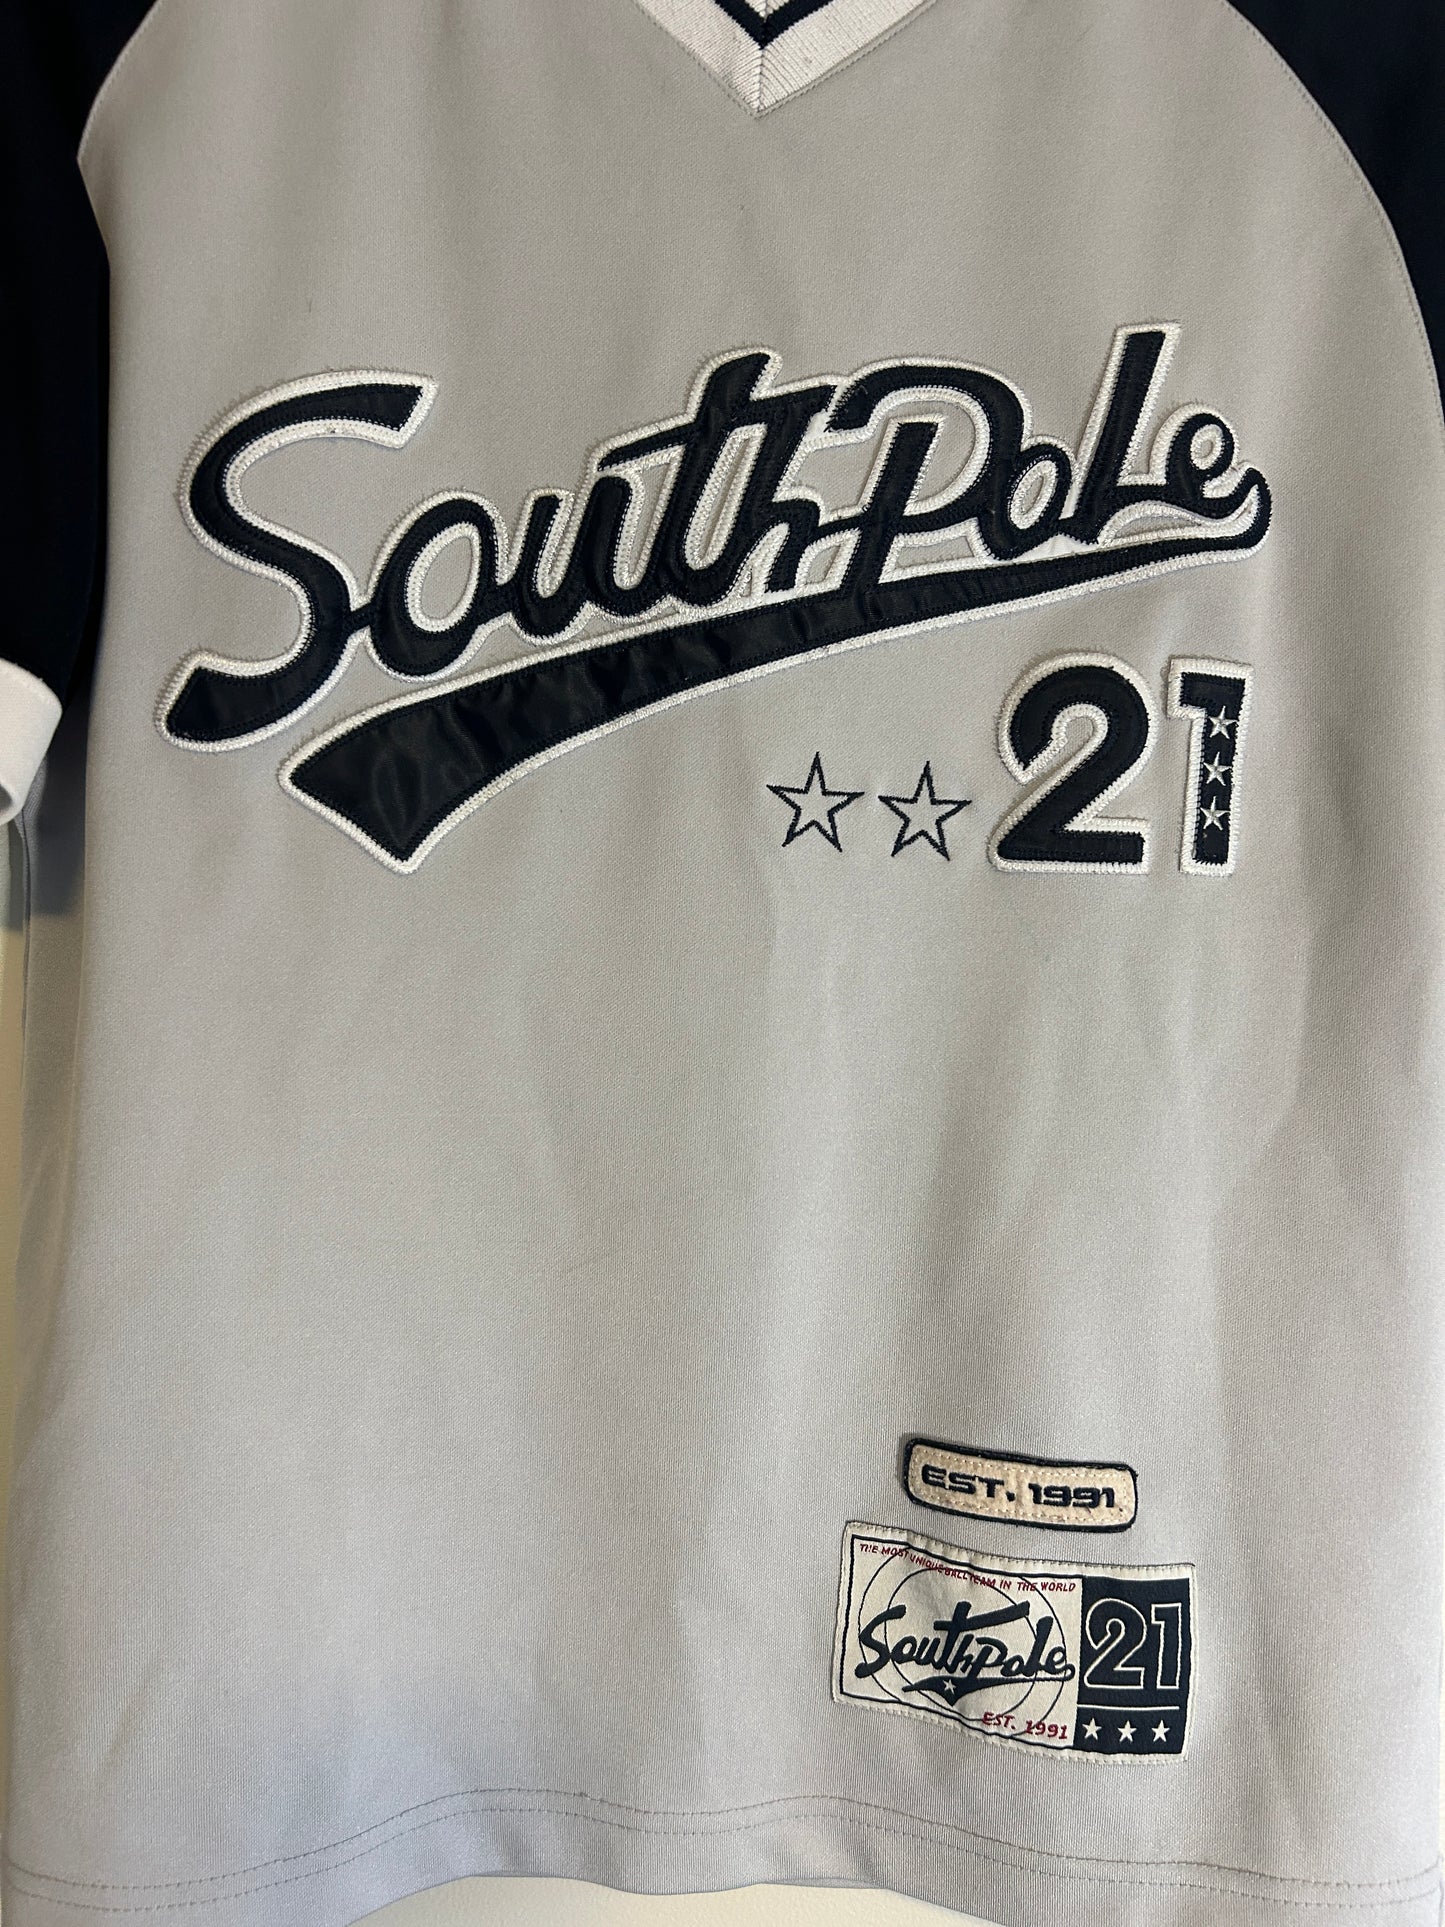 SouthPole
21
EST. 1991
THE MOST UNIQUE BALL TEAM IN THE WORLD
SouthPole
21
EST. 1991